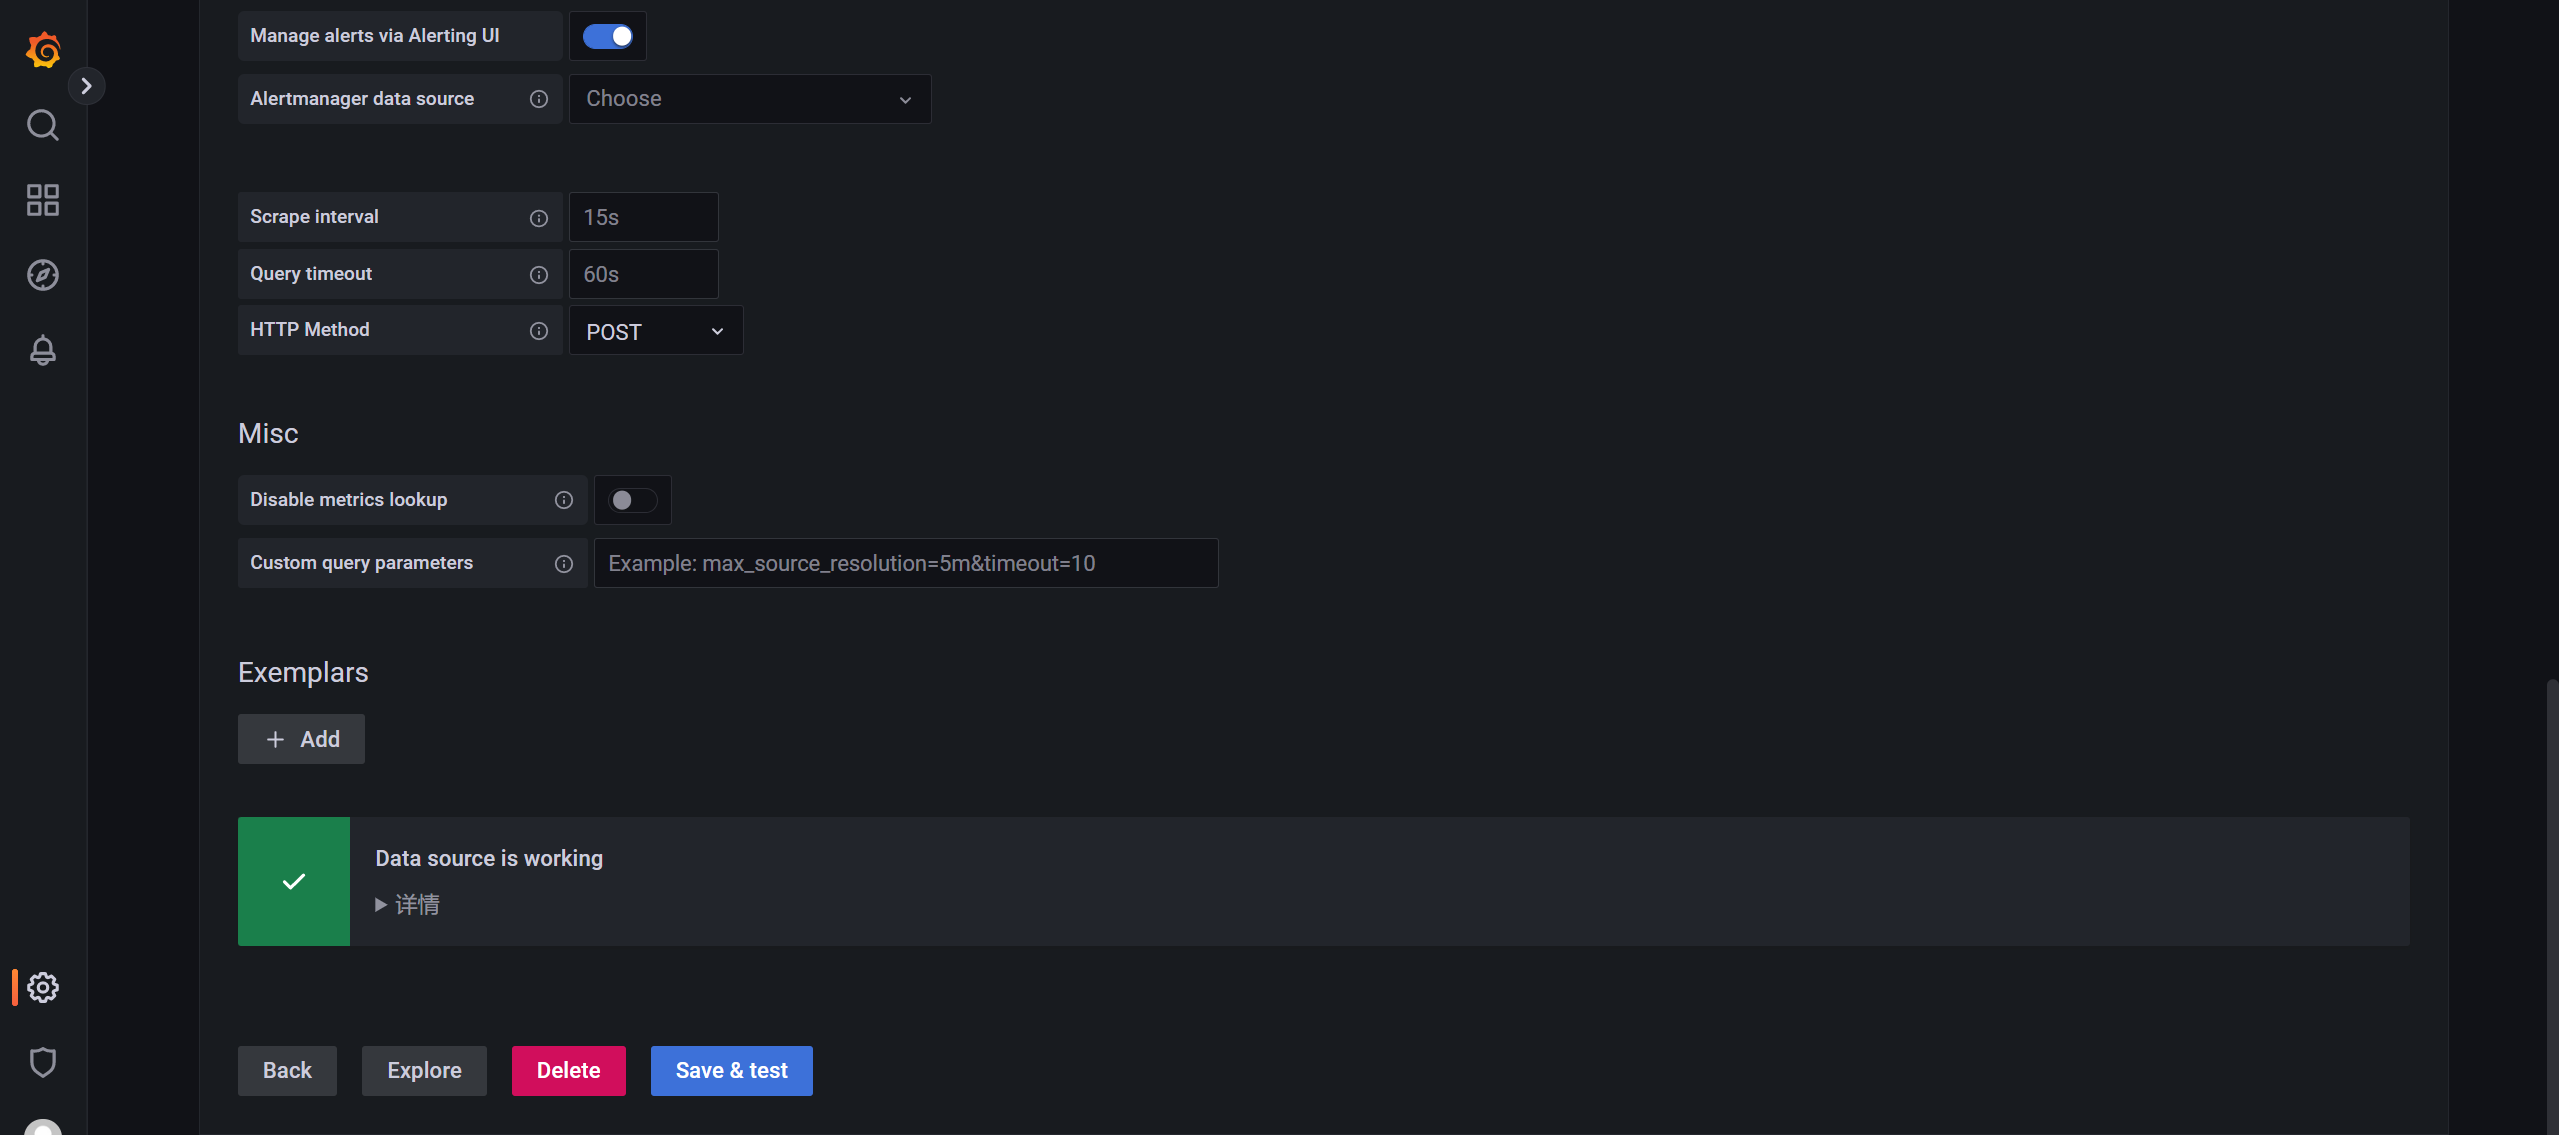 Manage alerts via Alerting UI
Alertmanager data source Choose
Scrape interval 15s
Query timeout 60s
HTTP Method POST
Misc
Disable metrics lookup
Custom query parameters Example: max_source_resolution=5m&timeout=10
Exemplars
Add
Data source is working
详情
Back Explore Delete Save & test